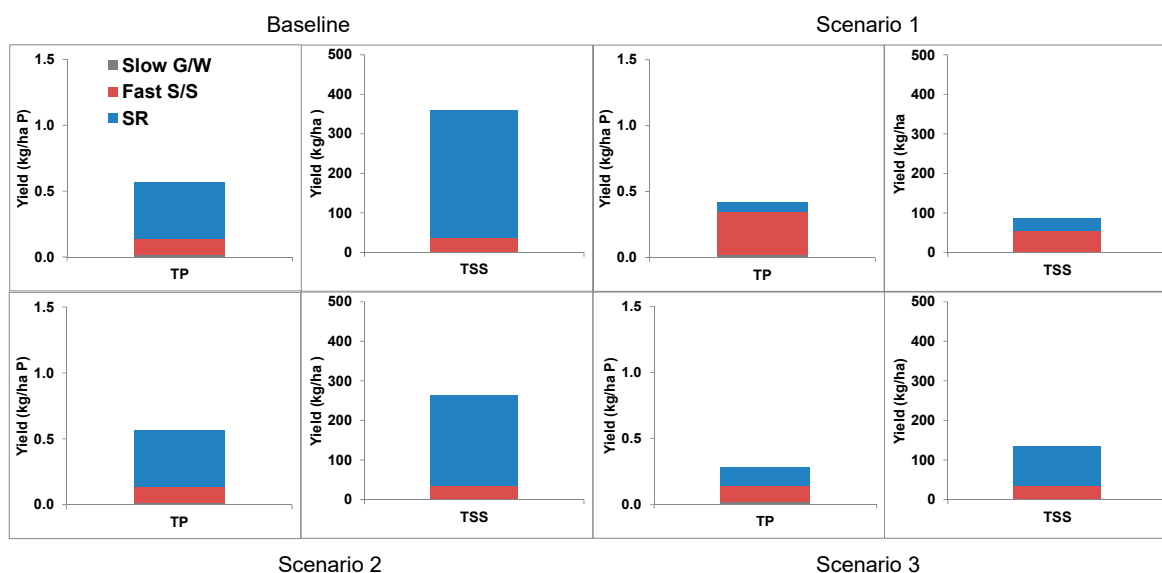 Baseline
Scenario 1
Yield (kg/ha P)
1.5
1.0
0.5
0.0
TP
Slow G/W
Fast S/S
SR
Yield (kg/ha )
500
400
300
200
100
0
TSS
Yield (kg/ha P)
1.5
1.0
0.5
0.0
TP
Yield (kg/ha
500
400
300
200
100
0
TSS
Yield (kg/ha P)
1.5
1.0
0.5
0.0
TP
Yield (kg/ha )
500
400
300
200
100
0
TSS
Yield (kg/ha P)
1.5
1.0
0.5
0.0
TP
Yield (kg/ha)
500
400
300
200
100
0
TSS
Scenario 2
Scenario 3